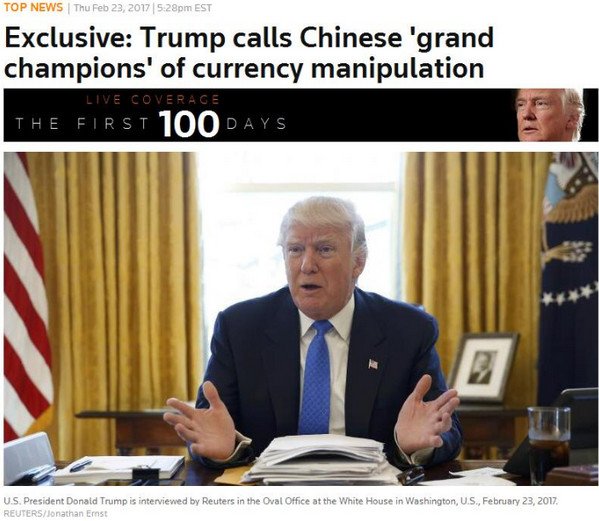 TOP NEWS | Thu Feb 23, 2017 | 5:28pm EST
Exclusive: Trump calls Chinese 'grand
champions' of currency manipulation
LIVE COVERAGE
THE FIRST 100 DAYS
U.S. President Donald Trump is interviewed by Reuters in the Oval Office at the White House in Washington, U.S., February 23, 2017.
REUTERS/Jonathan Ernst